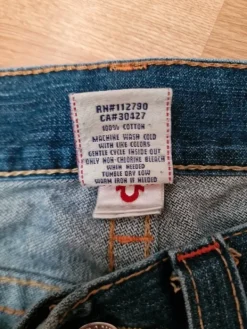 RN#112790
CA#30427
100% COTTON
MACHINE WASH COLD
WITH LIKE COLORS
GENTLE CYCLE INSIDE OUT
ONLY NON-CHLORINE BLEACH
WHEN NEEDED
TUMBLE DRY LOW
WARM IRON IF NEEDED